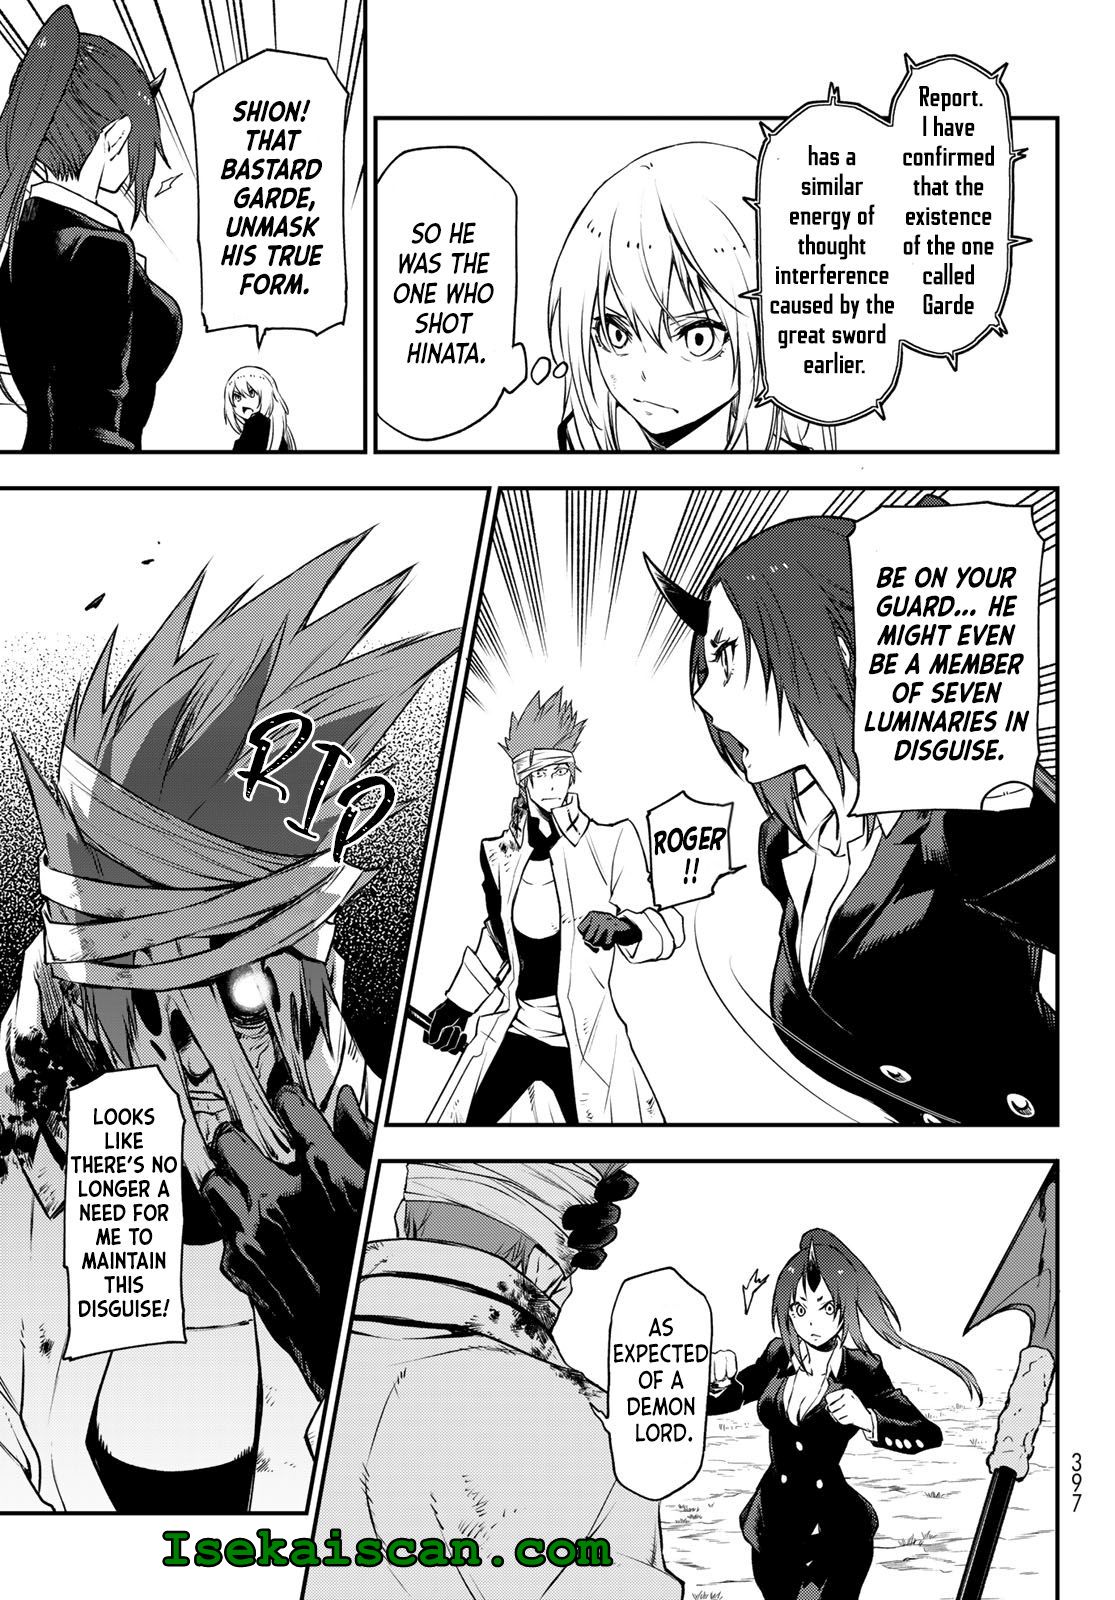 Report.
I have
confirmed
that the
existence
of the one
called
Garde
has a
similar
energy of
thought
interference
caused by the
great sword
earlier.
SO HE
WAS THE
ONE WHO
SHOT
HINATA.
SHION!
THAT
BASTARD
GARDE,
UNMASK
HIS TRUE
FORM.
BE ON YOUR
GUARD... HE
MIGHT EVEN
BE A MEMBER
OF SEVEN
LUMINARIES IN
DISGUISE.
ROGER
!!
RIP
LOOKS
LIKE
THERE'S NO
LONGER A
NEED FOR
ME TO
MAINTAIN
THIS
DISGUISE!
AS
EXPECTED
OF A
DEMON
LORD.
397
Isekaiscan.com